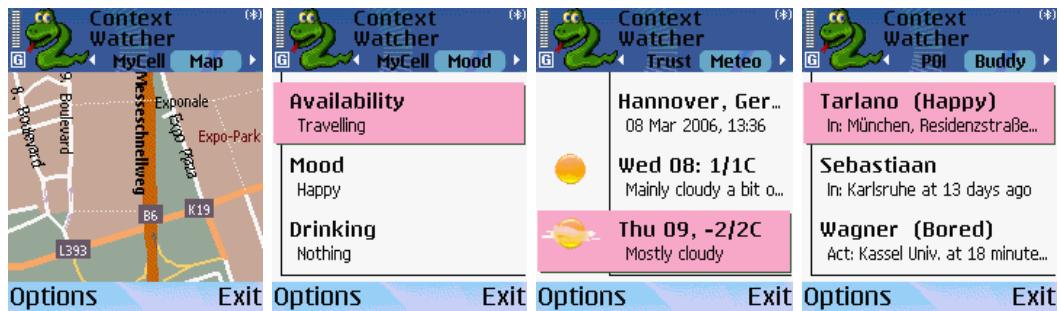 Context
Watcher
G
MyCell Map
9, Boulevard
8, Boulevard
Messeschnellweg
Exponale
Expo Plaza
Expo-Park
B6
K19
L393
Options Exit
Context
Watcher
G
MyCell Mood
Availability
Travelling
Mood
Happy
Drinking
Nothing
Options Exit
Context
Watcher
G
Trust Meteo
Hannover, Ger...
08 Mar 2006, 13:36
Wed 08: 1/1C
Mainly cloudy a bit o...
Thu 09, -2/2C
Mostly cloudy
Options Exit
Context
Watcher
G
POI Buddy
Tarlano (Happy)
In: München, Residenzstraße...
Sebastiaan
In: Karlsruhe at 13 days ago
Wagner (Bored)
Act: Kassel Univ. at 18 minute...
Options Exit